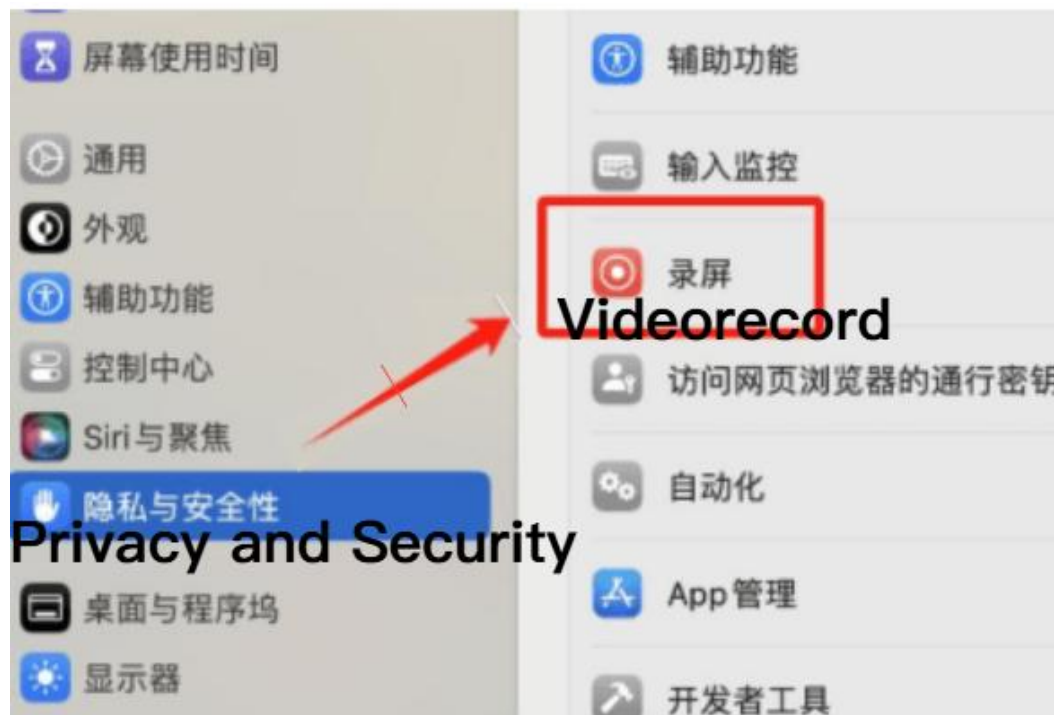 屏幕使用时间
通用
外观
辅助功能
控制中心
Siri与聚焦
隐私与安全性
Privacy and Security
桌面与程序坞
显示器
辅助功能
输入监控
录屏
Videorecord
访问网页浏览器的通行密钥
自动化
App管理
开发者工具